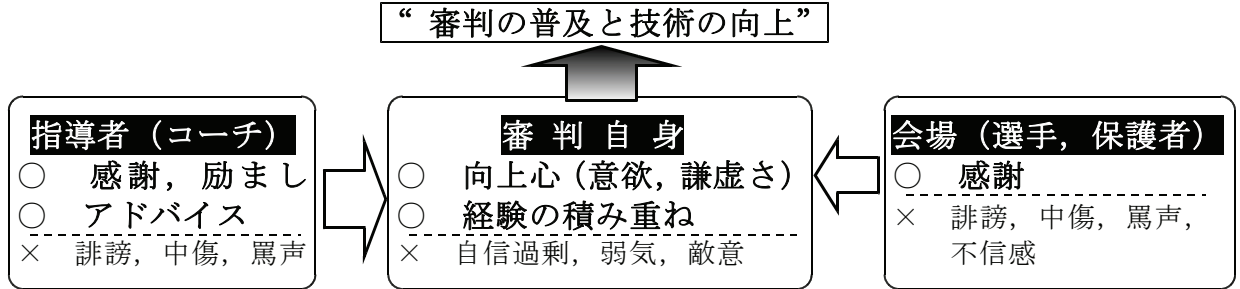 “ 審判の普及と技術の向上”
指導者（コーチ）
○ 感謝，励まし
○ アドバイス
× 誹謗，中傷，罵声
審 判 自 身
○ 向上心（意欲，謙虚さ）
○ 経験の積み重ね
× 自信過剰，弱気，敵意
会場（選手，保護者）
○ 感謝
× 誹謗，中傷，罵声，
不信感